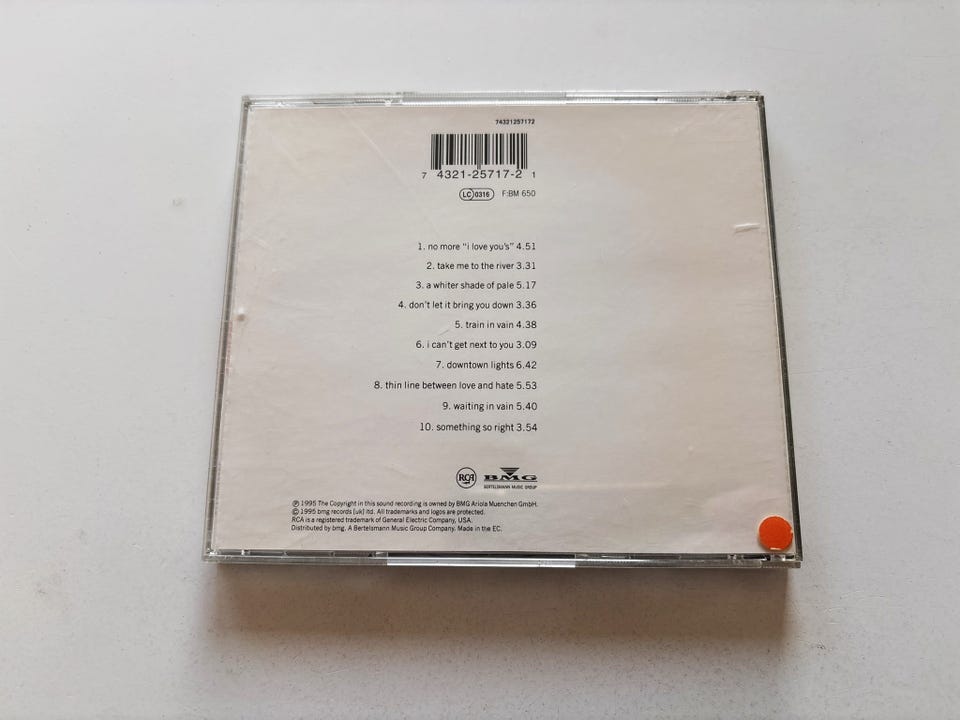 74321257172
7 4321-25717-2 1
LC 0316 F:BM 650
1. no more "i love you's" 4.51
2. take me to the river 3.31
3. a whiter shade of pale 5.17
4. don't let it bring you down 3.36
5. train in vain 4.38
6. i can't get next to you 3.09
7. downtown lights 6.42
8. thin line between love and hate 5.53
9. waiting in vain 5.40
10. something so right 3.54
RCA BMG
BERTELSMANN MUSIC GROUP
℗ 1995 The Copyright in this sound recording is owned by BMG Ariola Muenchen GmbH.
© 1995 bmg records (uk) ltd. All trademarks and logos are protected.
RCA is a registered trademark of General Electric Company, USA.
Distributed by bmg. A Bertelsmann Music Group Company. Made in the EC.